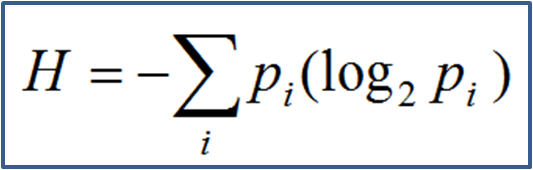 H = −∑ᵢ pᵢ(log₂ pᵢ)